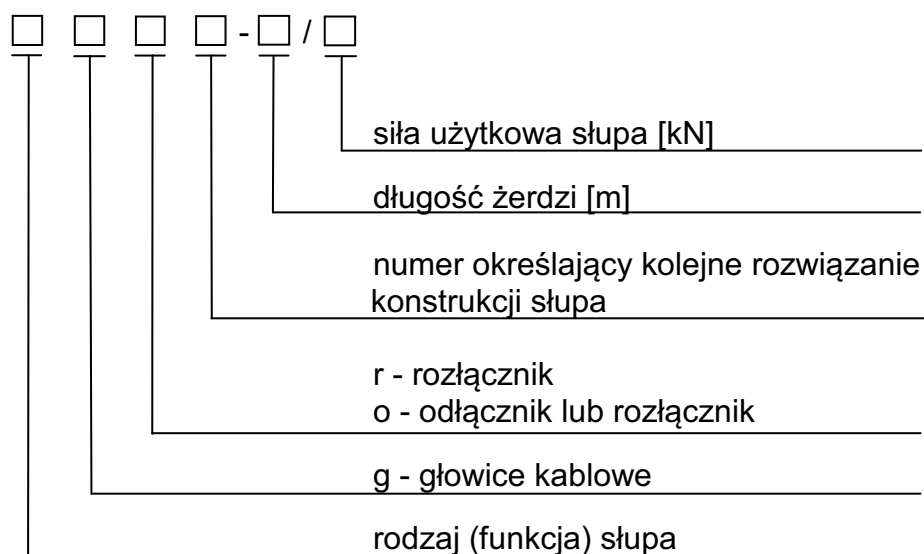 □ □ □ □ - □ / □
siła użytkowa słupa [kN]
długość żerdzi [m]
numer określający kolejne rozwiązanie
konstrukcji słupa
r - rozłącznik
o - odłącznik lub rozłącznik
g - głowice kablowe
rodzaj (funkcja) słupa